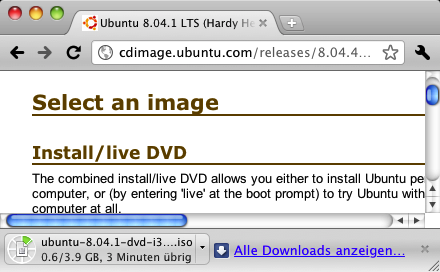 Ubuntu 8.04.1 LTS (Hardy He
cdimage.ubuntu.com/releases/8.04.4...
Select an image
Install/live DVD
The combined install/live DVD allows you either to install Ubuntu pe
computer, or (by entering 'live' at the boot prompt) to try Ubuntu with
computer at all.
ubuntu-8.04.1-dvd-i3....iso
0.6/3.9 GB, 3 Minuten übrig
Alle Downloads anzeigen...